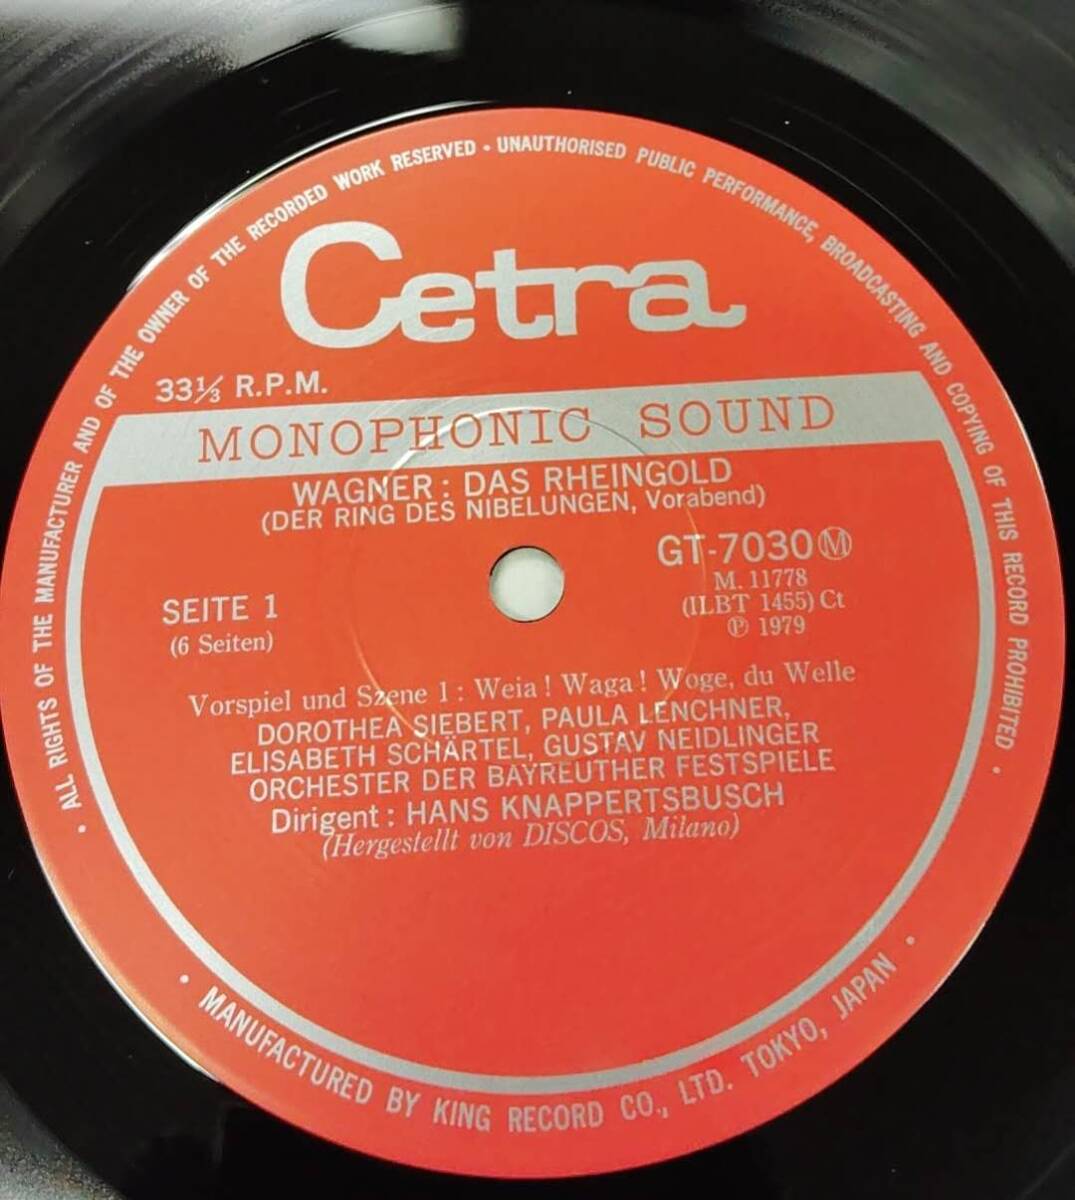 ALL RIGHTS OF THE MANUFACTURER AND OF THE OWNER OF THE RECORDED WORK RESERVED • UNAUTHORISED PUBLIC PERFORMANCE, BROADCASTING AND COPYING OF THIS RECORD PROHIBITED •
Cetra
33⅓ R.P.M.
MONOPHONIC SOUND
WAGNER : DAS RHEINGOLD
(DER RING DES NIBELUNGEN, Vorabend)
GT-7030Ⓜ
M. 11778
SEITE 1
(ILBT 1455) Ct
(6 Seiten)
℗ 1979
Vorspiel und Szene 1 : Weia ! Waga ! Woge, du Welle
DOROTHEA SIEBERT, PAULA LENCHNER,
ELISABETH SCHÄRTEL, GUSTAV NEIDLINGER
ORCHESTER DER BAYREUTHER FESTSPIELE
Dirigent : HANS KNAPPERTSBUSCH
(Hergestellt von DISCOS, Milano)
• MANUFACTURED BY KING RECORD CO., LTD. TOKYO, JAPAN •